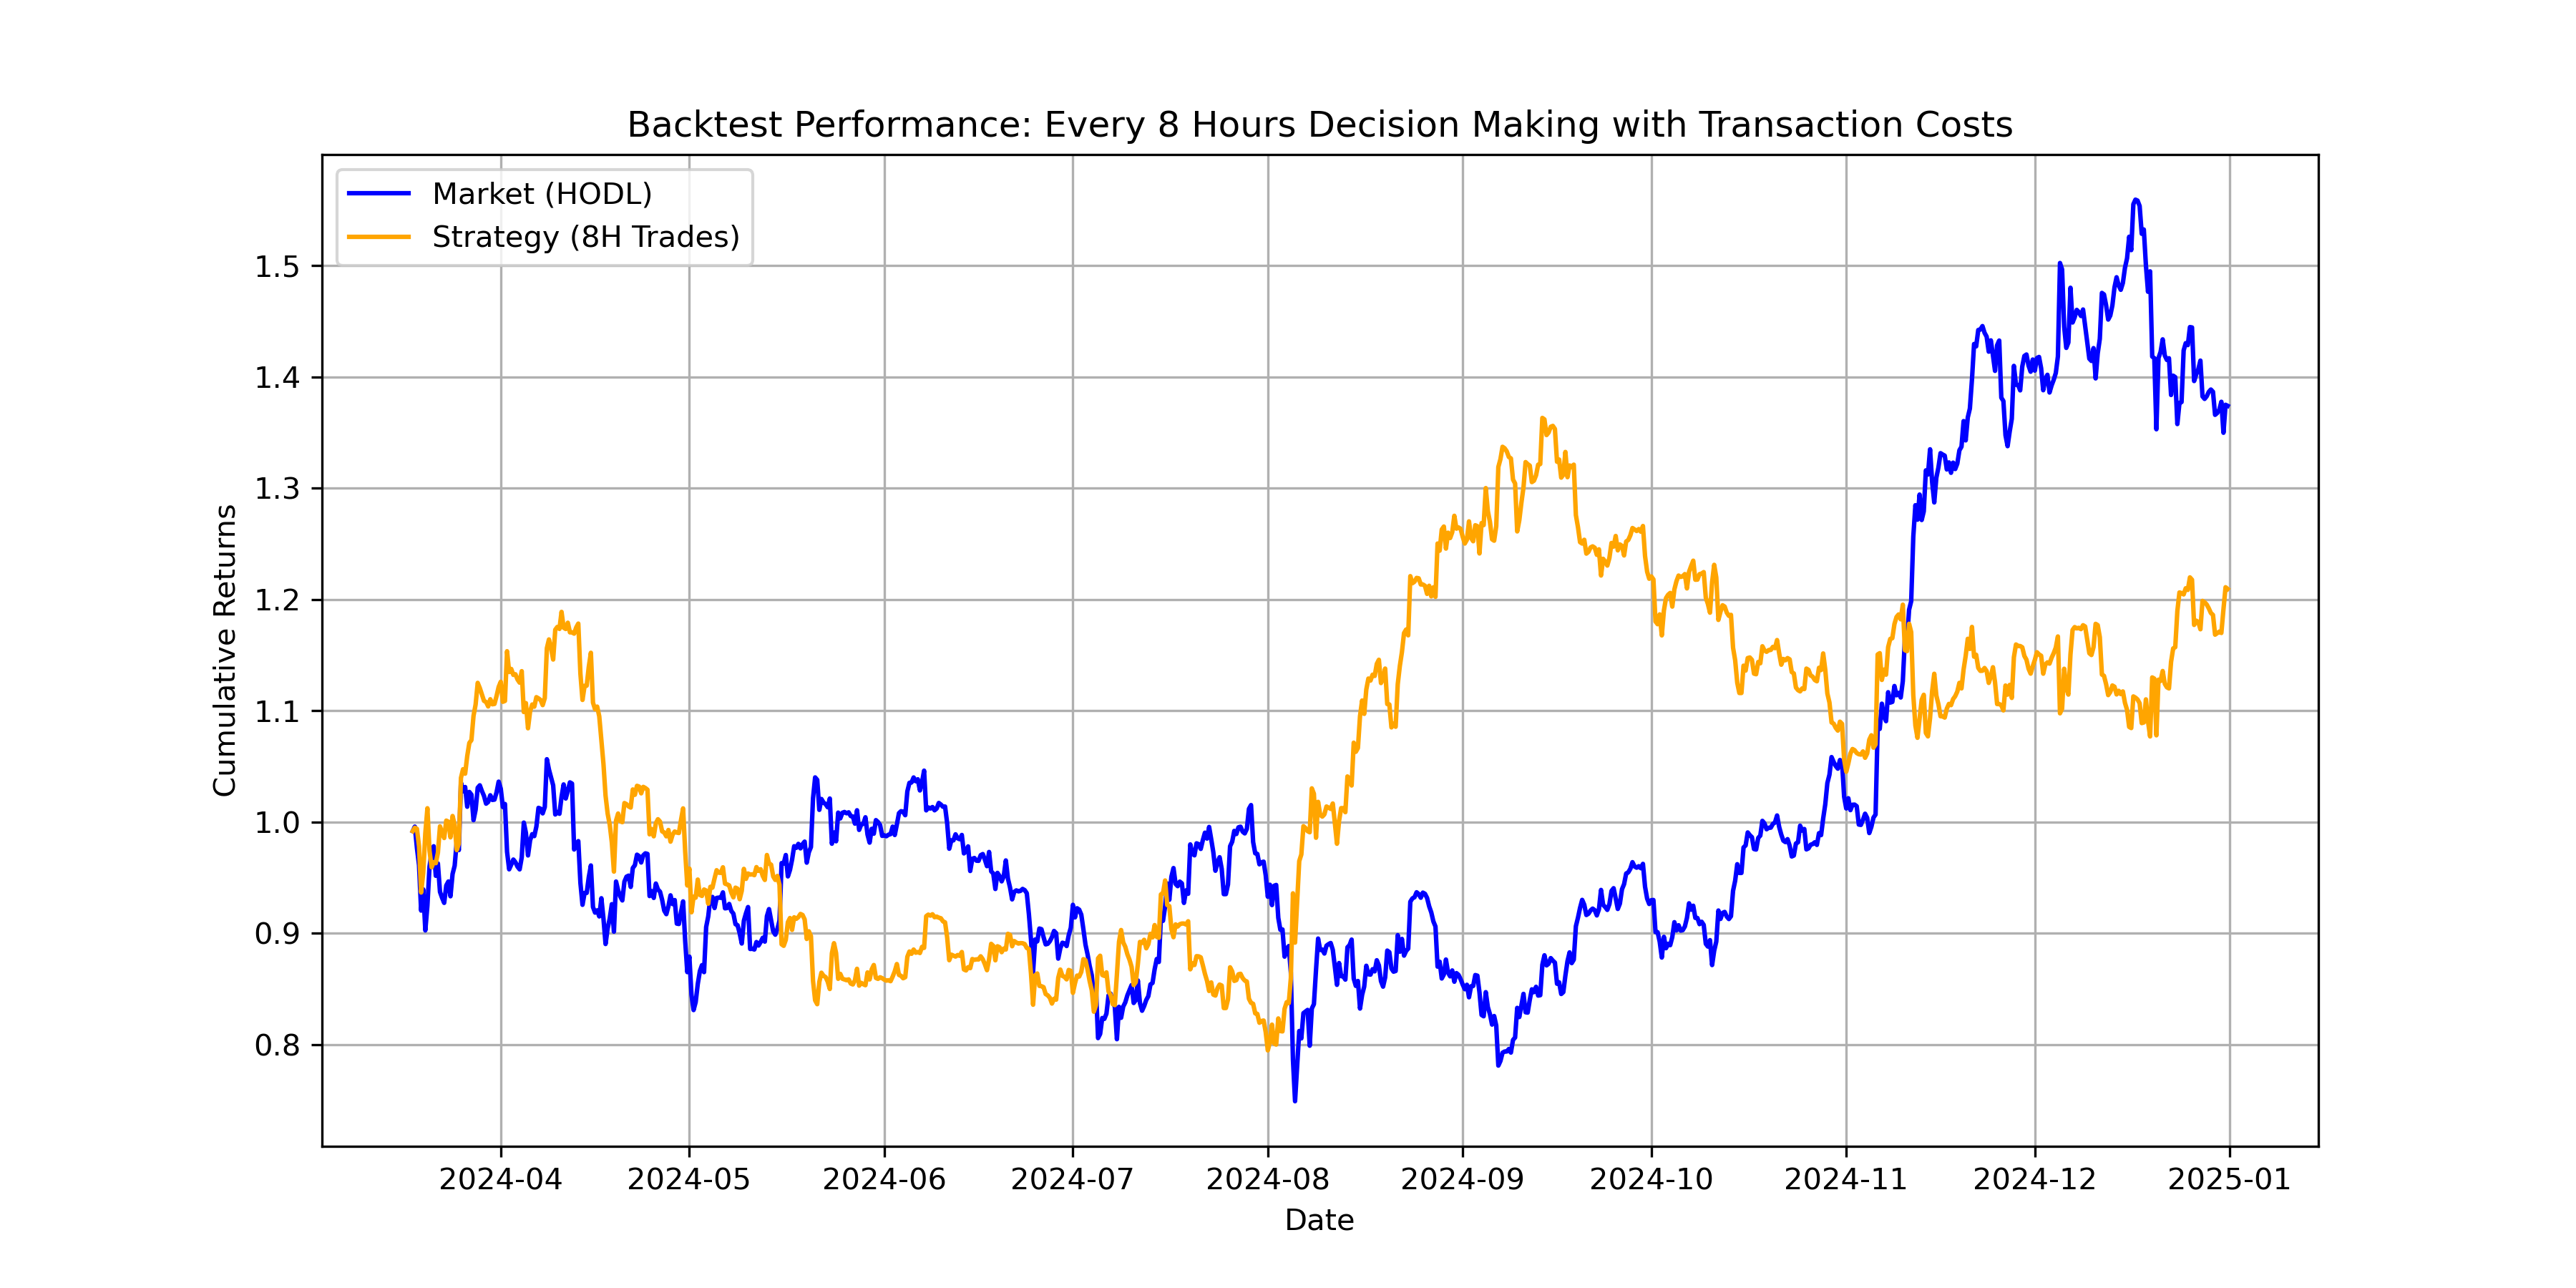 Backtest Performance: Every 8 Hours Decision Making with Transaction Costs
Market (HODL)
Strategy (8H Trades)
Cumulative Returns
1.5
1.4
1.3
1.2
1.1
1.0
0.9
0.8
2024-04 2024-05 2024-06 2024-07 2024-08 2024-09 2024-10 2024-11 2024-12 2025-01
Date